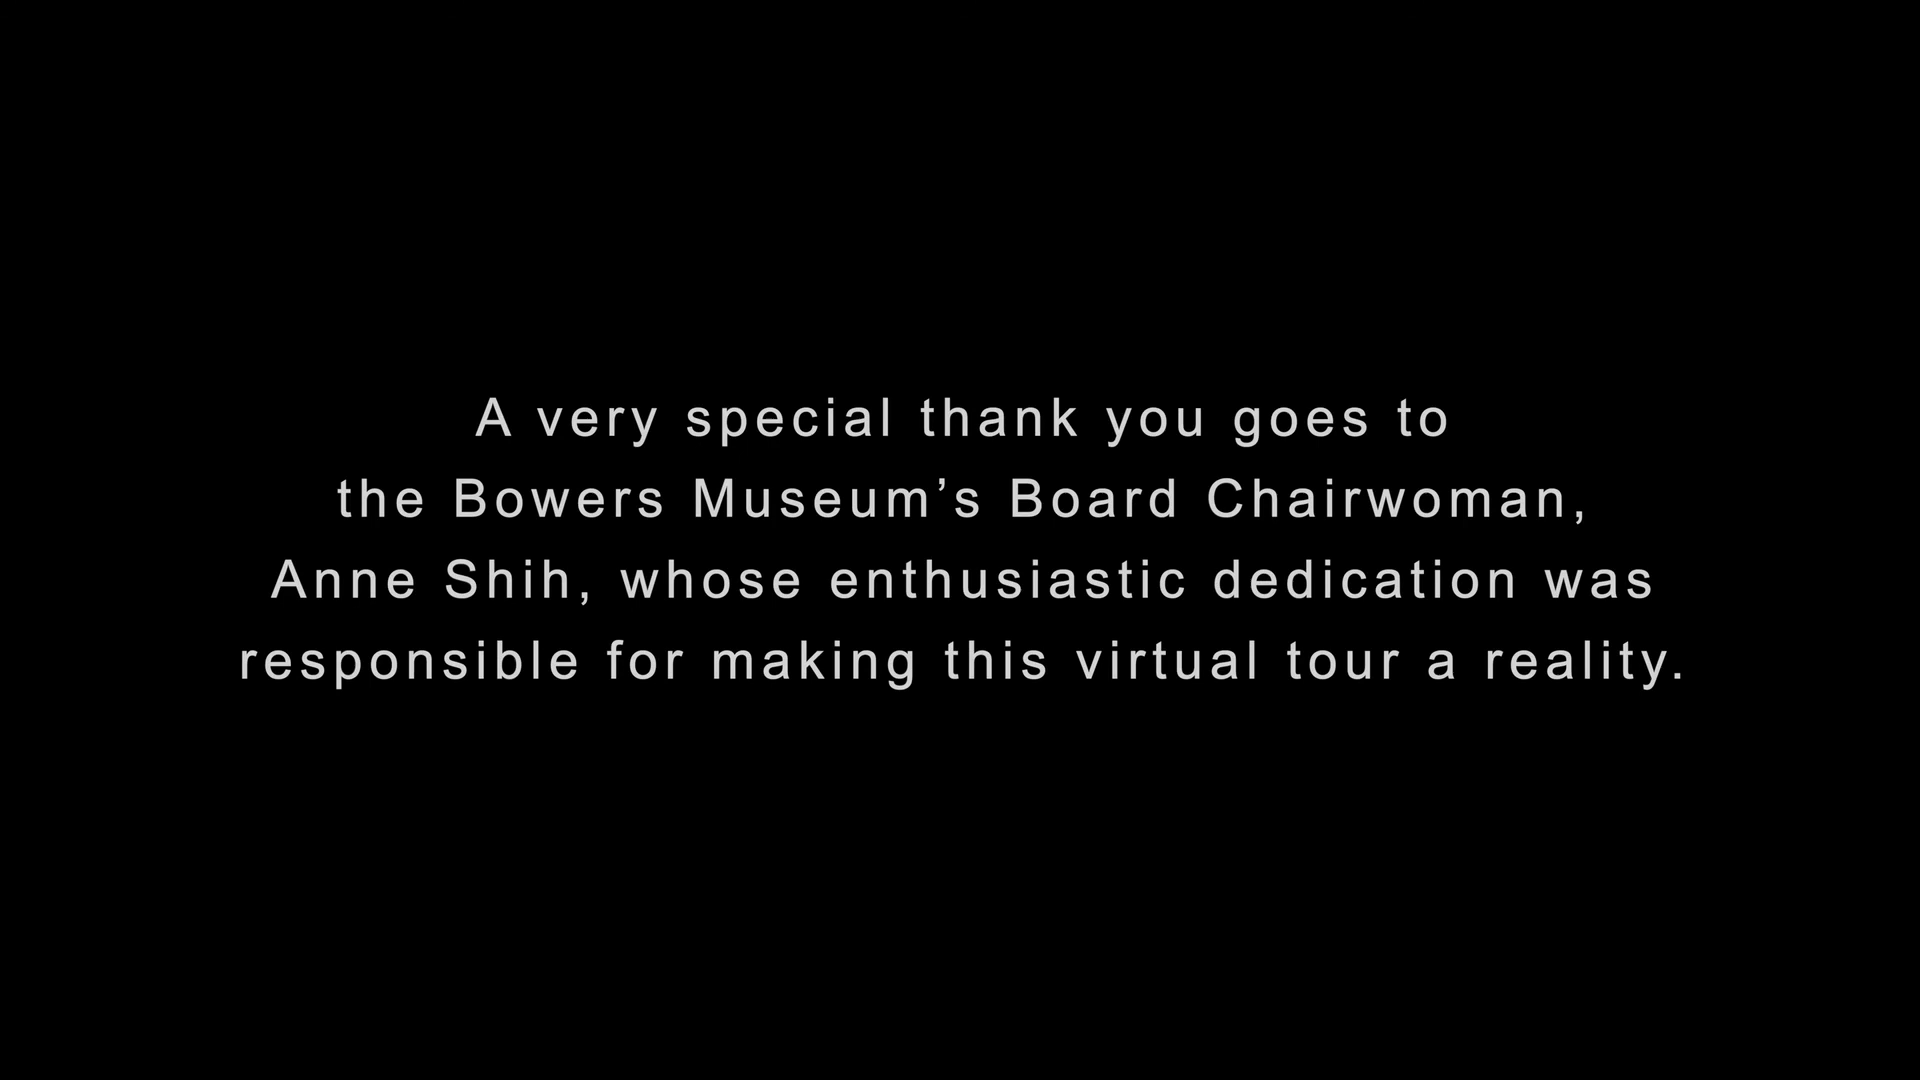 A very special thank you goes to
the Bowers Museum’s Board Chairwoman,
Anne Shih, whose enthusiastic dedication was
responsible for making this virtual tour a reality.